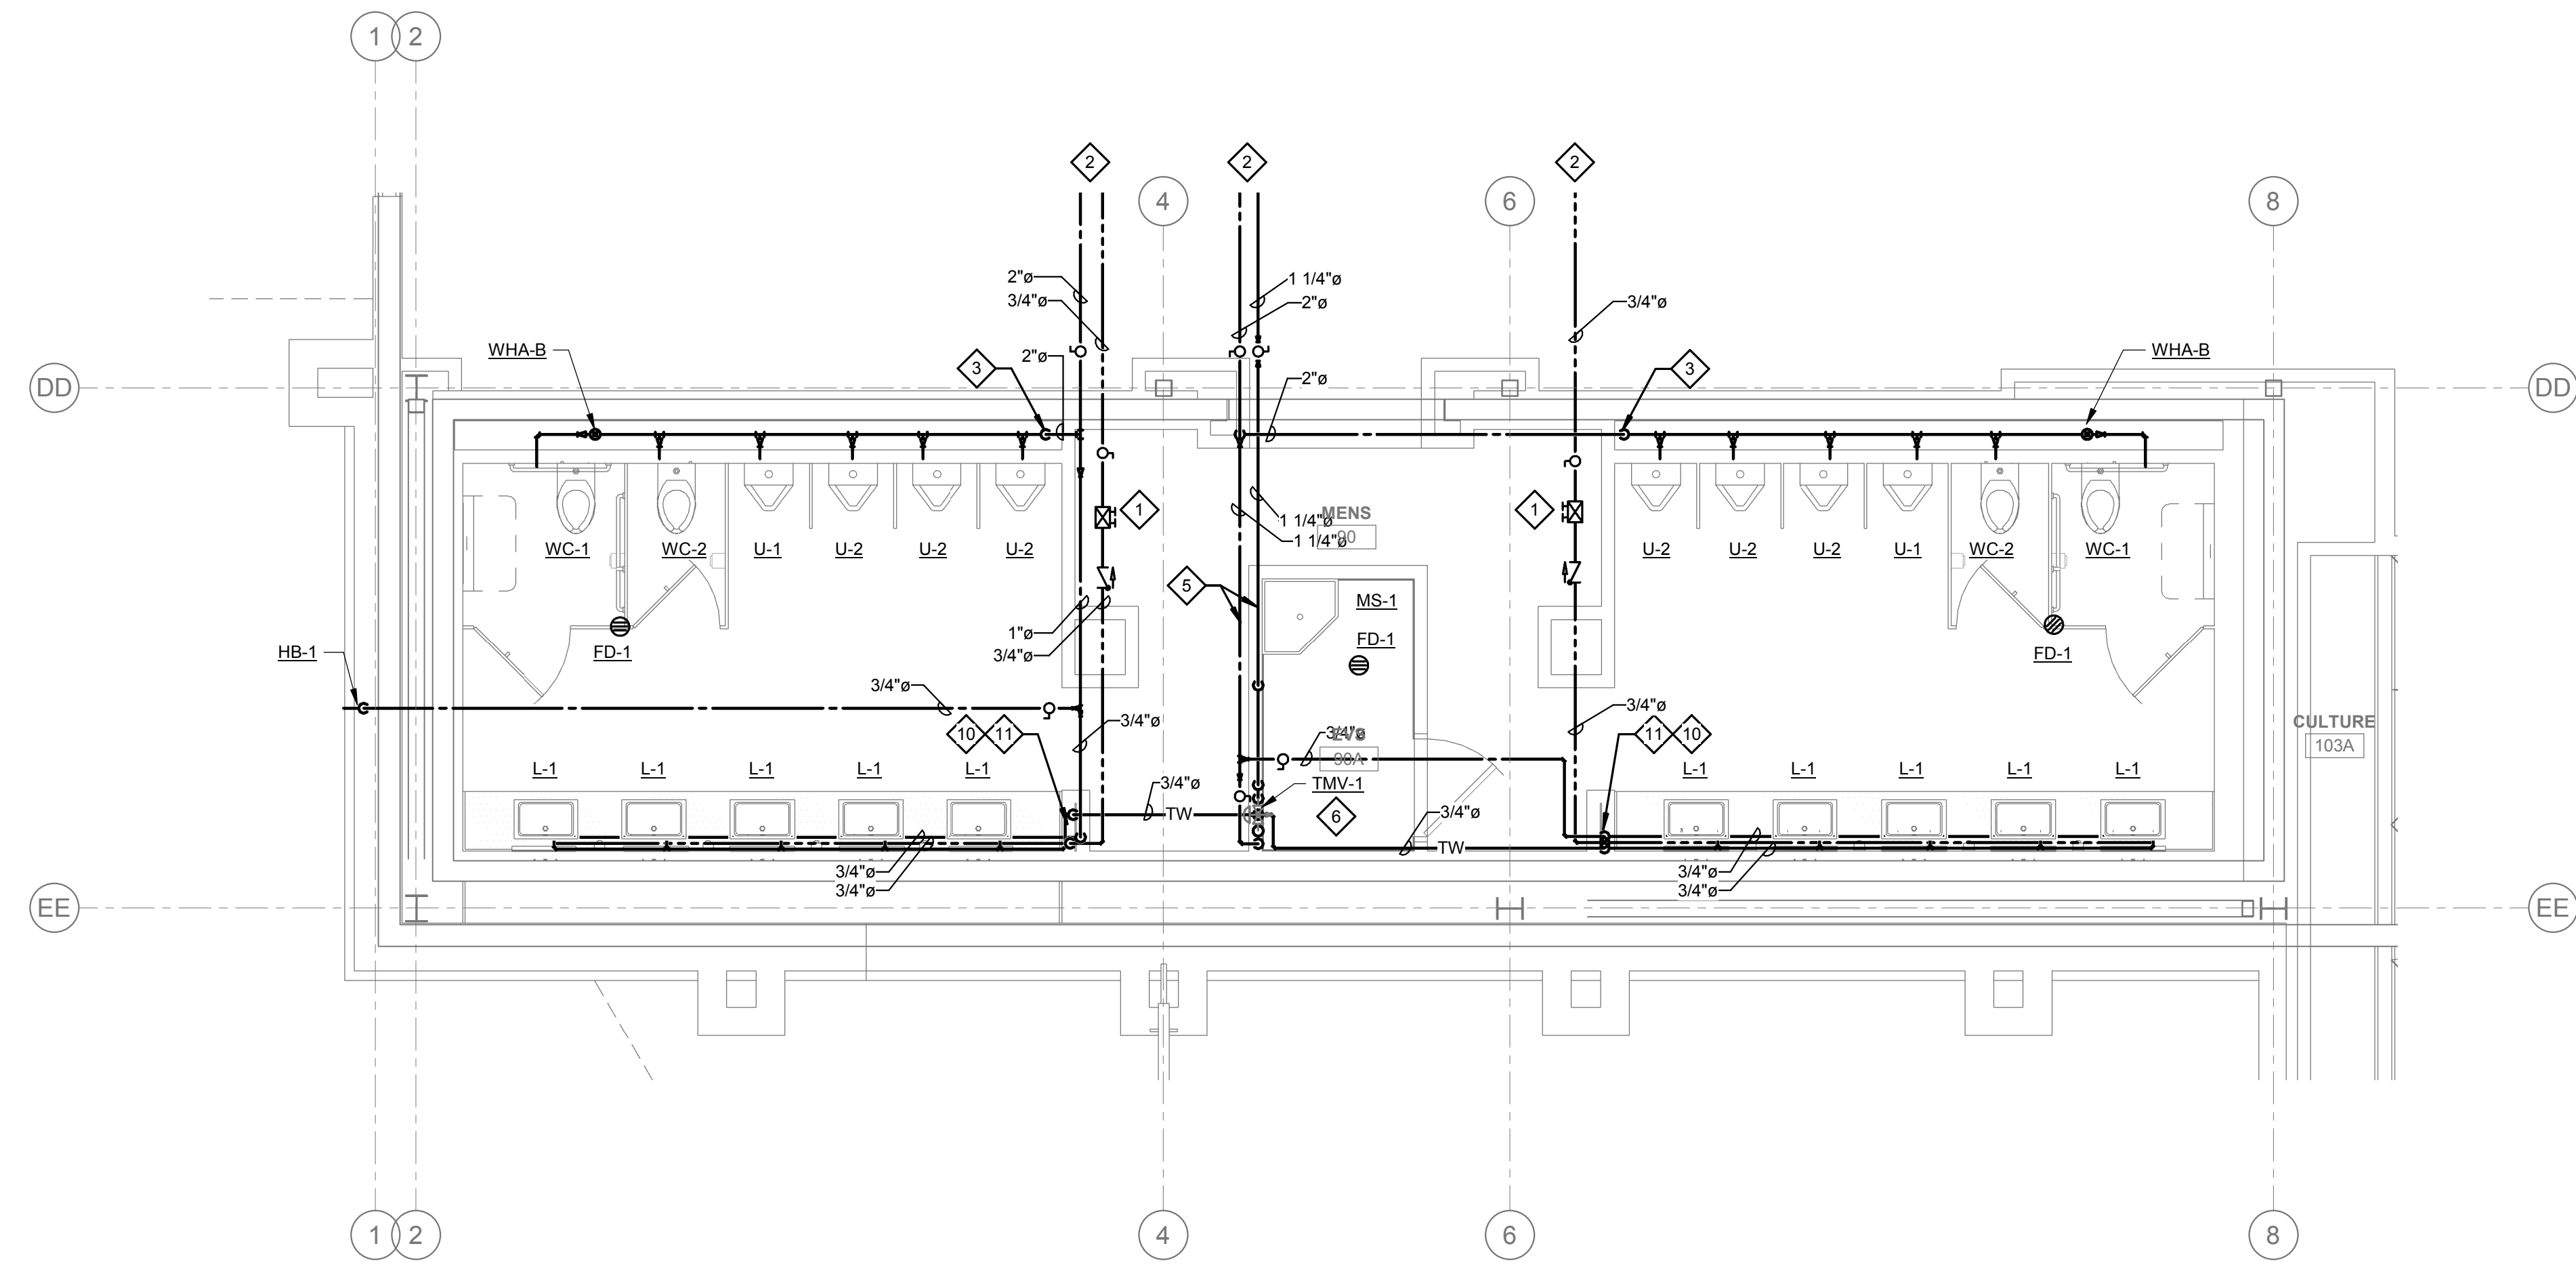 1 2
2 2 2
4 6 8
2"ø 1 1/4"ø
3/4"ø 2"ø 3/4"ø
WHA-B 2"ø WHA-B
3 2"ø 3
DD DD
1 1 1/4"ø MENS 1
1 1/4"ø 90
WC-1 WC-2 U-1 U-2 U-2 U-2 U-2 U-2 U-2 U-1 WC-2 WC-1
5 MS-1
1"ø FD-1
HB-1 FD-1 3/4"ø FD-1
3/4"ø 3/4"ø
3/4"ø CULTURE
10 11 3/4"ø EVS 11 10
90A 103A
L-1 L-1 L-1 L-1 L-1 L-1 L-1 L-1 L-1 L-1
3/4"ø TMV-1
TW 6 3/4"ø
TW
3/4"ø 3/4"ø
3/4"ø 3/4"ø
EE EE
1 2 4 6 8